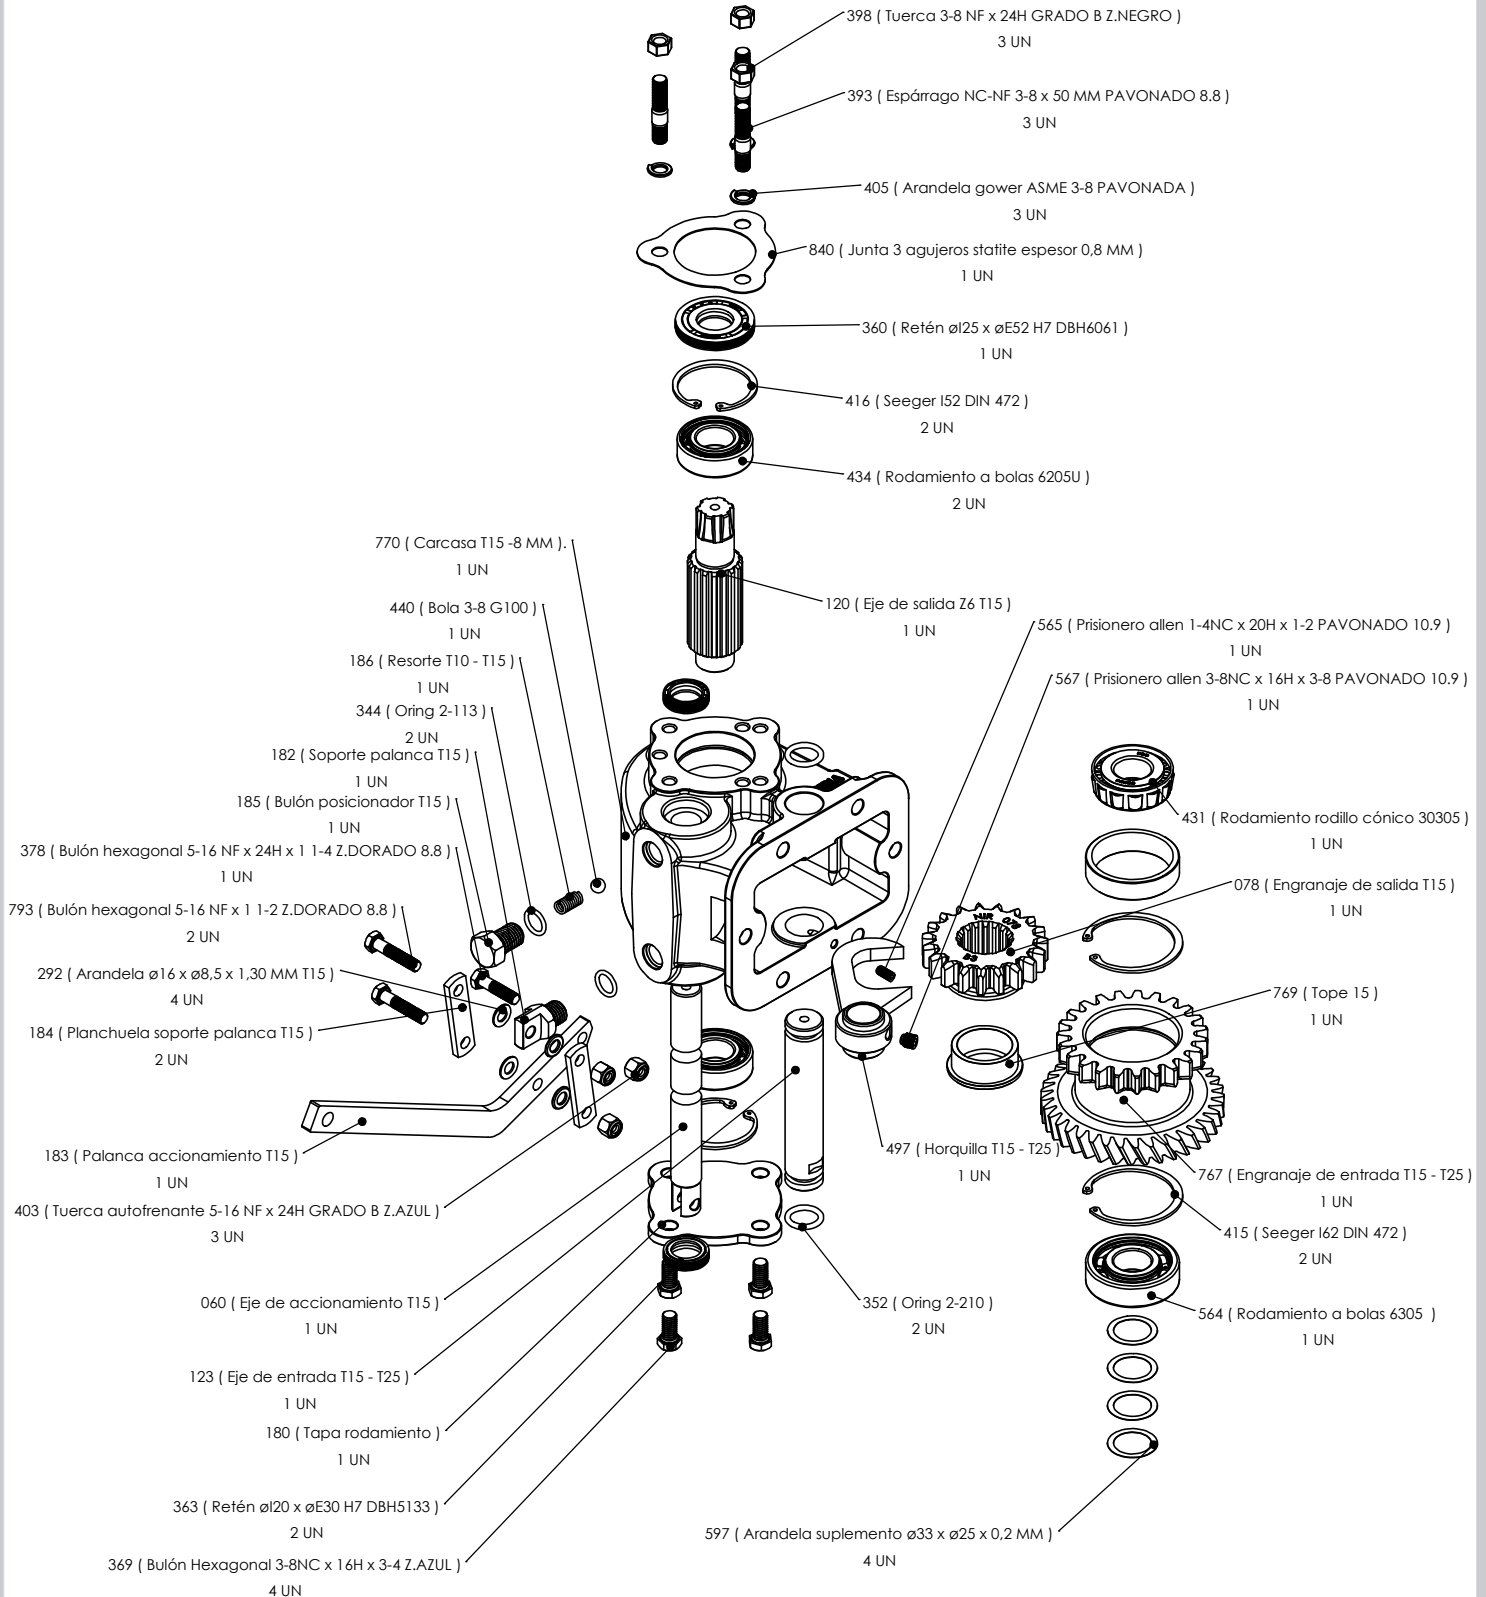 398 ( Tuerca 3-8 NF x 24H GRADO B Z.NEGRO )
3 UN
393 ( Espárrago NC-NF 3-8 x 50 MM PAVONADO 8.8 )
3 UN
405 ( Arandela gower ASME 3-8 PAVONADA )
3 UN
840 ( Junta 3 agujeros statite espesor 0,8 MM )
1 UN
360 ( Retén øI25 x øE52 H7 DBH6061 )
1 UN
416 ( Seeger I52 DIN 472 )
2 UN
434 ( Rodamiento a bolas 6205U )
2 UN
770 ( Carcasa T15 -8 MM ).
1 UN
440 ( Bola 3-8 G100 )
1 UN
186 ( Resorte T10 - T15 )
1 UN
344 ( Oring 2-113 )
2 UN
182 ( Soporte palanca T15 )
1 UN
185 ( Bulón posicionador T15 )
1 UN
378 ( Bulón hexagonal 5-16 NF x 24H x 1 1-4 Z.DORADO 8.8 )
1 UN
793 ( Bulón hexagonal 5-16 NF x 1 1-2 Z.DORADO 8.8 )
2 UN
292 ( Arandela ø16 x ø8,5 x 1,30 MM T15 )
4 UN
184 ( Planchuela soporte palanca T15 )
2 UN
183 ( Palanca accionamiento T15 )
1 UN
403 ( Tuerca autofrenante 5-16 NF x 24H GRADO B Z.AZUL )
3 UN
060 ( Eje de accionamiento T15 )
1 UN
123 ( Eje de entrada T15 - T25 )
1 UN
180 ( Tapa rodamiento )
1 UN
363 ( Retén øI20 x øE30 H7 DBH5133 )
2 UN
369 ( Bulón Hexagonal 3-8NC x 16H x 3-4 Z.AZUL )
4 UN
120 ( Eje de salida Z6 T15 )
1 UN
565 ( Prisionero allen 1-4NC x 20H x 1-2 PAVONADO 10.9 )
1 UN
567 ( Prisionero allen 3-8NC x 16H x 3-8 PAVONADO 10.9 )
1 UN
431 ( Rodamiento rodillo cónico 30305 )
1 UN
078 ( Engranaje de salida T15 )
1 UN
769 ( Tope 15 )
1 UN
497 ( Horquilla T15 - T25 )
1 UN
767 ( Engranaje de entrada T15 - T25 )
1 UN
415 ( Seeger I62 DIN 472 )
2 UN
352 ( Oring 2-210 )
2 UN
564 ( Rodamiento a bolas 6305 )
1 UN
597 ( Arandela suplemento ø33 x ø25 x 0,2 MM )
4 UN